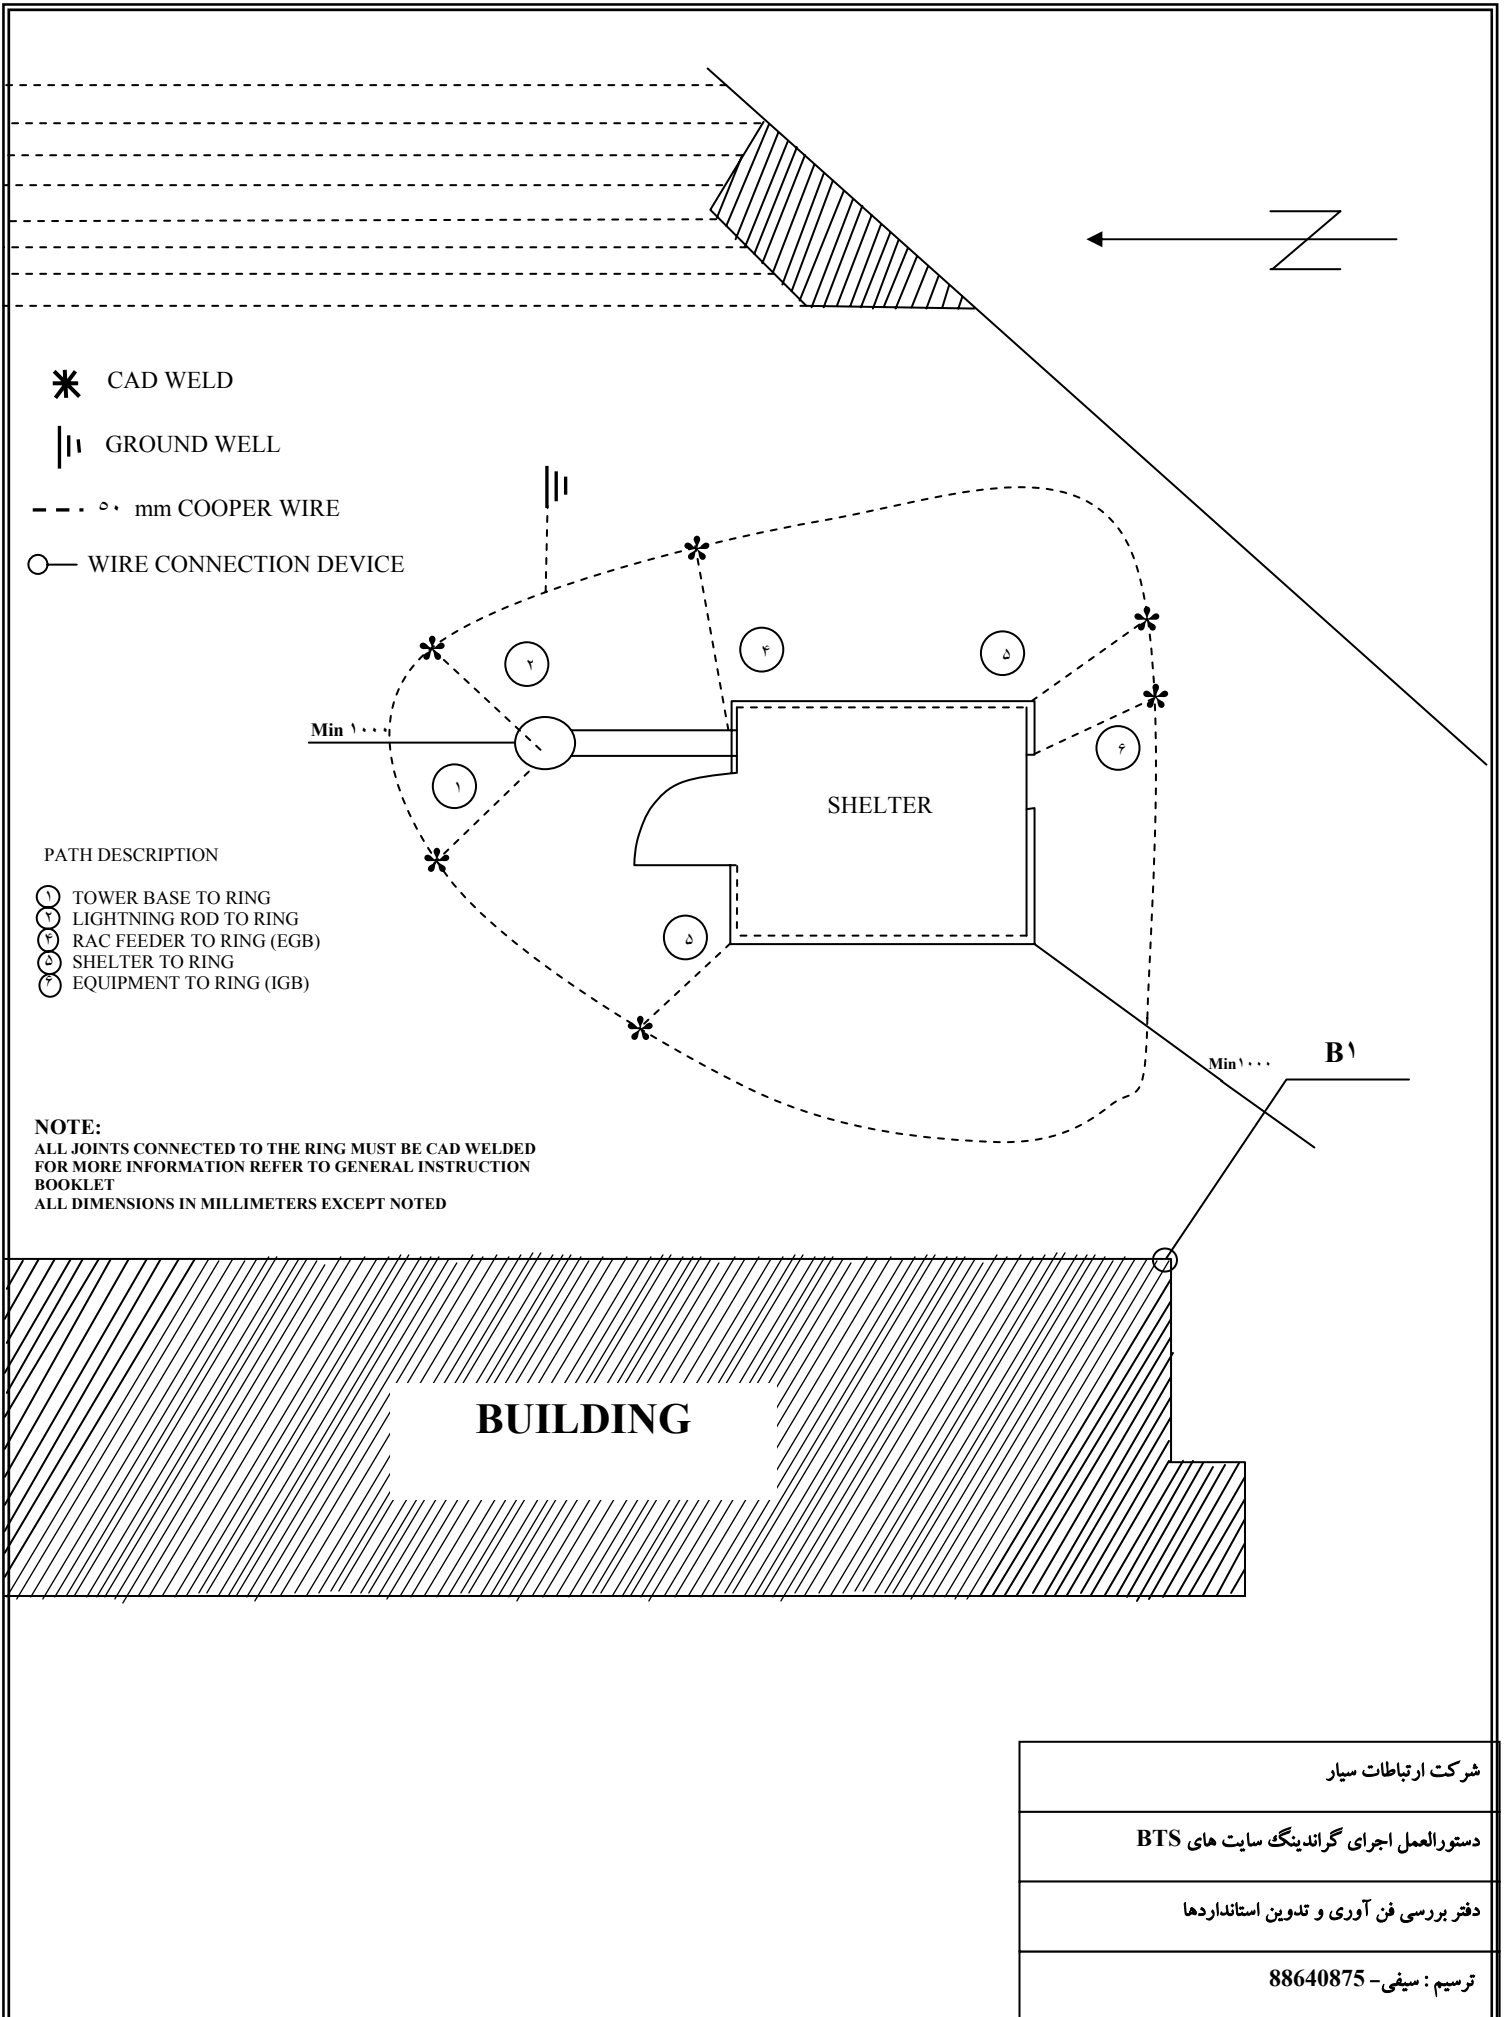 CAD WELD
GROUND WELL
۵۰ mm COOPER WIRE
WIRE CONNECTION DEVICE
۲
۴
۵
Min ۱۰۰۰
۱
۶
SHELTER
PATH DESCRIPTION
۱ TOWER BASE TO RING
۲ LIGHTNING ROD TO RING
۴ RAC FEEDER TO RING (EGB)
۵ SHELTER TO RING
۶ EQUIPMENT TO RING (IGB)
۵
B۱
Min۱۰۰۰
NOTE:
ALL JOINTS CONNECTED TO THE RING MUST BE CAD WELDED
FOR MORE INFORMATION REFER TO GENERAL INSTRUCTION
BOOKLET
ALL DIMENSIONS IN MILLIMETERS EXCEPT NOTED
BUILDING
شرکت ارتباطات سیار
دستورالعمل اجرای گراندینگ سایت های BTS
دفتر بررسی فن آوری و تدوین استانداردها
ترسیم : سیفی- 88640875